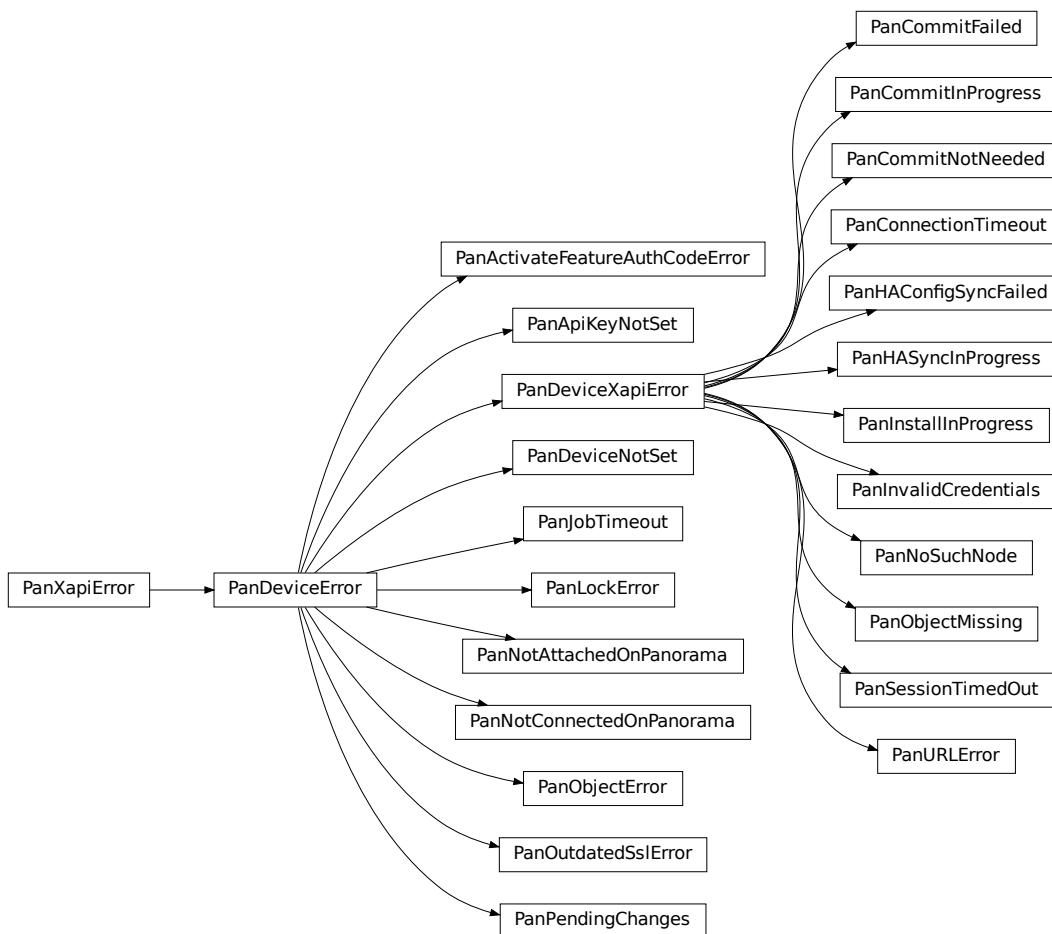 PanXapiError
PanDeviceError
PanActivateFeatureAuthCodeError
PanApiKeyNotSet
PanDeviceXapiError
PanDeviceNotSet
PanJobTimeout
PanLockError
PanNotAttachedOnPanorama
PanNotConnectedOnPanorama
PanObjectError
PanOutdatedSslError
PanPendingChanges
PanCommitFailed
PanCommitInProgress
PanCommitNotNeeded
PanConnectionTimeout
PanHAConfigSyncFailed
PanHASyncInProgress
PanInstallInProgress
PanInvalidCredentials
PanNoSuchNode
PanObjectMissing
PanSessionTimedOut
PanURLError